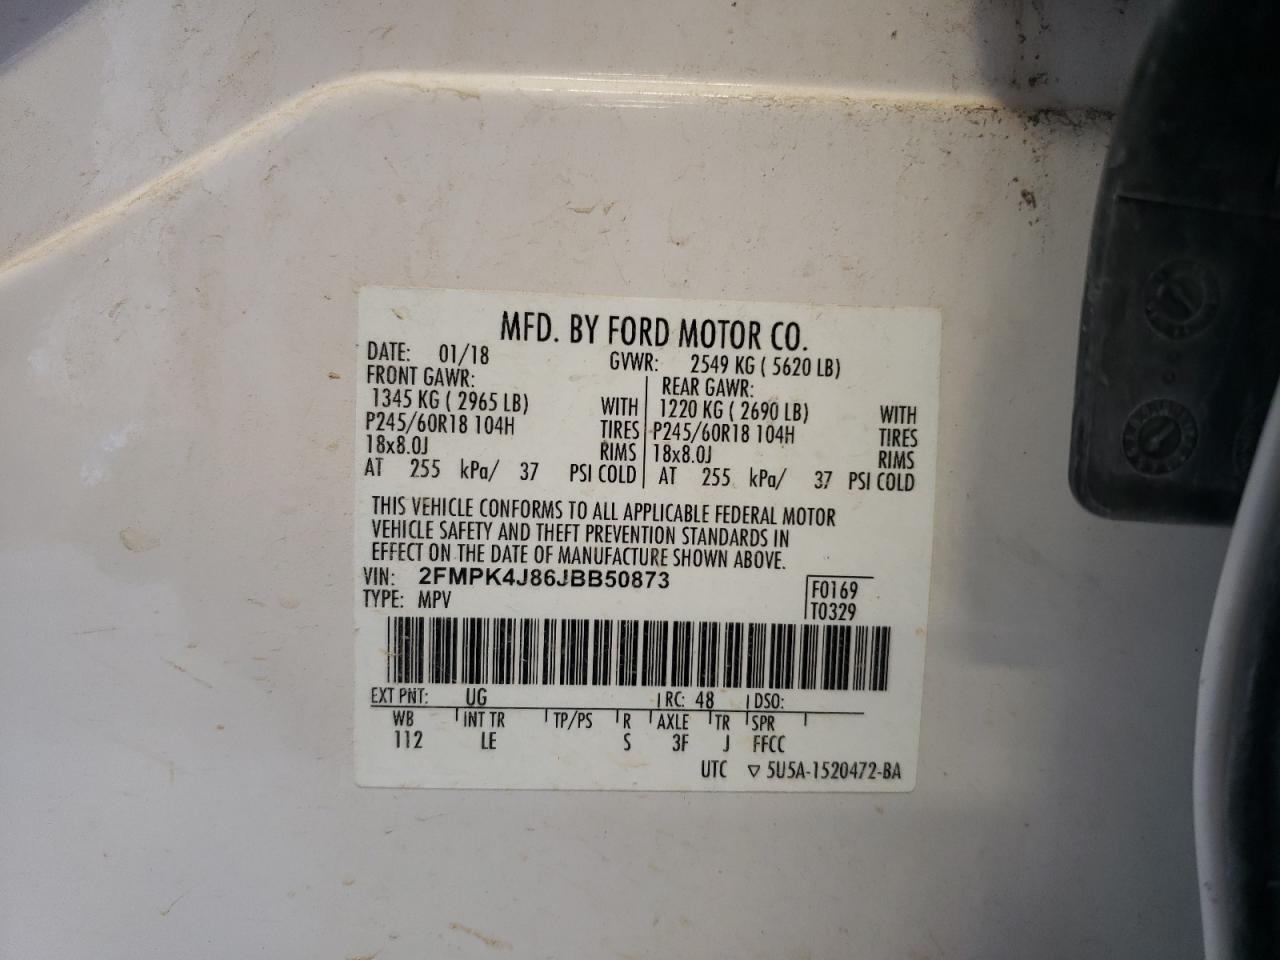 MFD. BY FORD MOTOR CO.
DATE: 01/18 GVWR: 2549 KG ( 5620 LB)
FRONT GAWR: REAR GAWR:
1345 KG ( 2965 LB) WITH 1220 KG ( 2690 LB) WITH
P245/60R18 104H TIRES P245/60R18 104H TIRES
18x8.0J RIMS 18x8.0J RIMS
AT 255 kPa/ 37 PSI COLD AT 255 kPa/ 37 PSI COLD
THIS VEHICLE CONFORMS TO ALL APPLICABLE FEDERAL MOTOR
VEHICLE SAFETY AND THEFT PREVENTION STANDARDS IN
EFFECT ON THE DATE OF MANUFACTURE SHOWN ABOVE.
VIN: 2FMPK4J86JBB50873 F0169
TYPE: MPV T0329
EXT PNT: UG RC: 48 DSO:
WB INT TR TP/PS R AXLE TR SPR
112 LE S 3F J FFCC
UTC ▽ 5U5A-1520472-BA